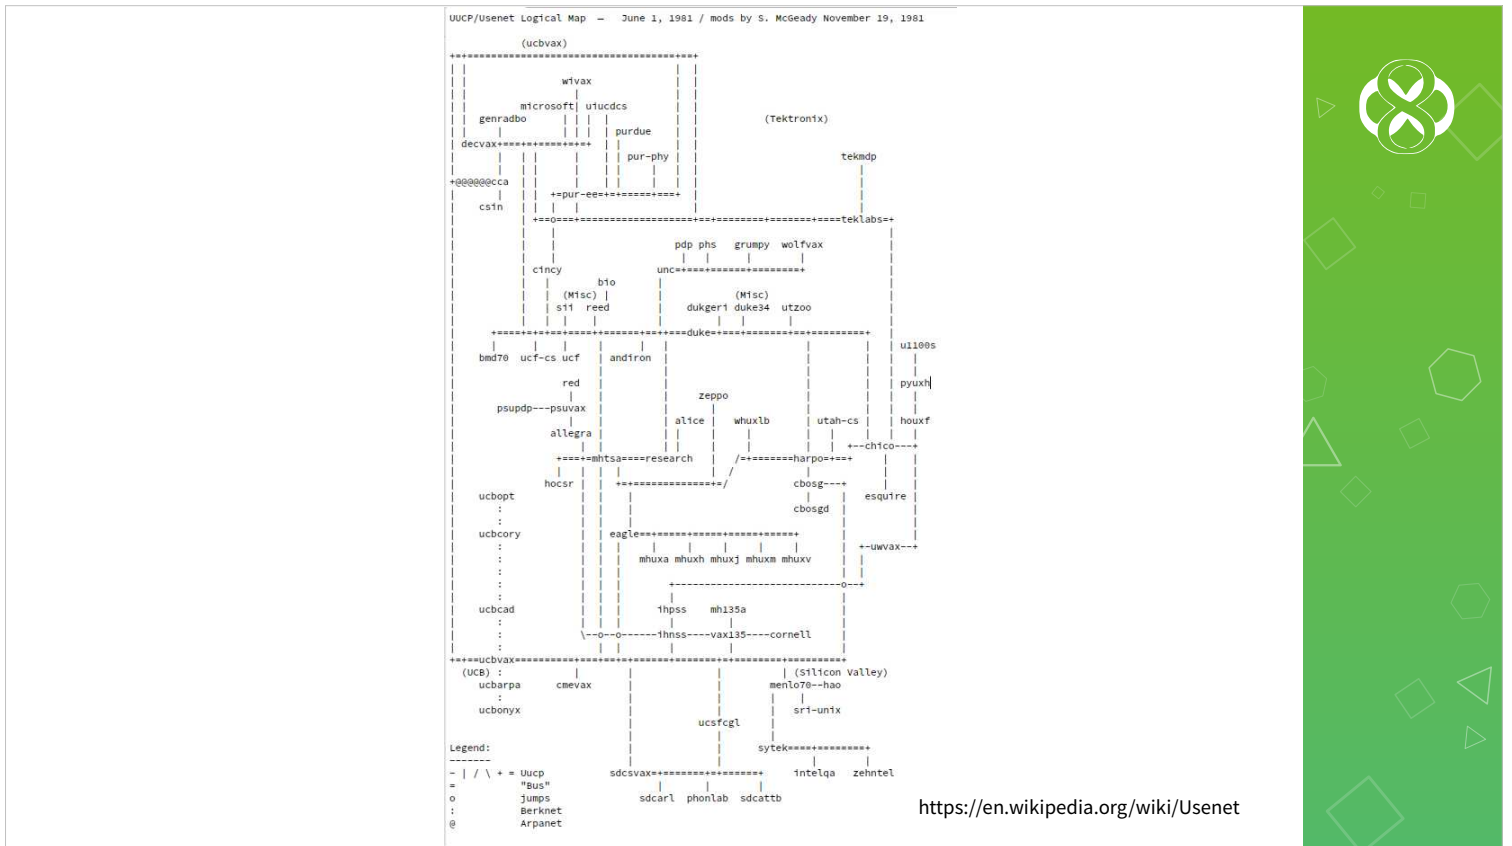 UUCP/Usenet Logical Map — June 1, 1981 / mods by S. McGeady November 19, 1981
(ucbvax)
+=+===================================+==+
wivax
microsoft| uiucdcs
genradbo (Tektronix)
purdue
decvax+===+=+====+=+=+
pur-phy tekmdp
+@@@@@@cca
+=pur-ee=+=+=====+===+
csin
+==o===+===================+==+========+=======+====teklabs=+
pdp phs grumpy wolfvax
cincy unc=+===+======+========+
bio
(Misc) | (Misc)
sii reed dukgeri duke34 utzoo
+====+=+=+==+====+======+==+===duke=+===+=======+==+=========+
u1100s
bmd70 ucf-cs ucf andiron
red pyuxh
zeppo
psupdp---psuvax
alice whuxlb utah-cs houxf
allegra
+--chico---+
+===+=mhtsa====research /=+=======harpo=+==+
hocsr +=+=============+=/ cbosg---+
ucbopt esquire
cbosgd
ucbcory eagle==+=====+=====+=====+=====+
+-uwvax--+
mhuxa mhuxh mhuxj mhuxm mhuxv
+----------------------------o--+
ucbcad ihpss mh135a
\--o--o------ihnss----vax135----cornell
+=+==ucbvax==========+===+=+====+=======+=+========+=========+
(UCB) : (Silicon Valley)
ucbarpa cmevax menlo70--hao
ucbonyx sri-unix
ucsfcgl
Legend: sytek====+========+
-------
- | / \ + = Uucp sdcsvax=+=======+=+======+ intelqa zehntel
= "Bus"
o jumps sdcarl phonlab sdcattb
: Berknet
@ Arpanet
https://en.wikipedia.org/wiki/Usenet